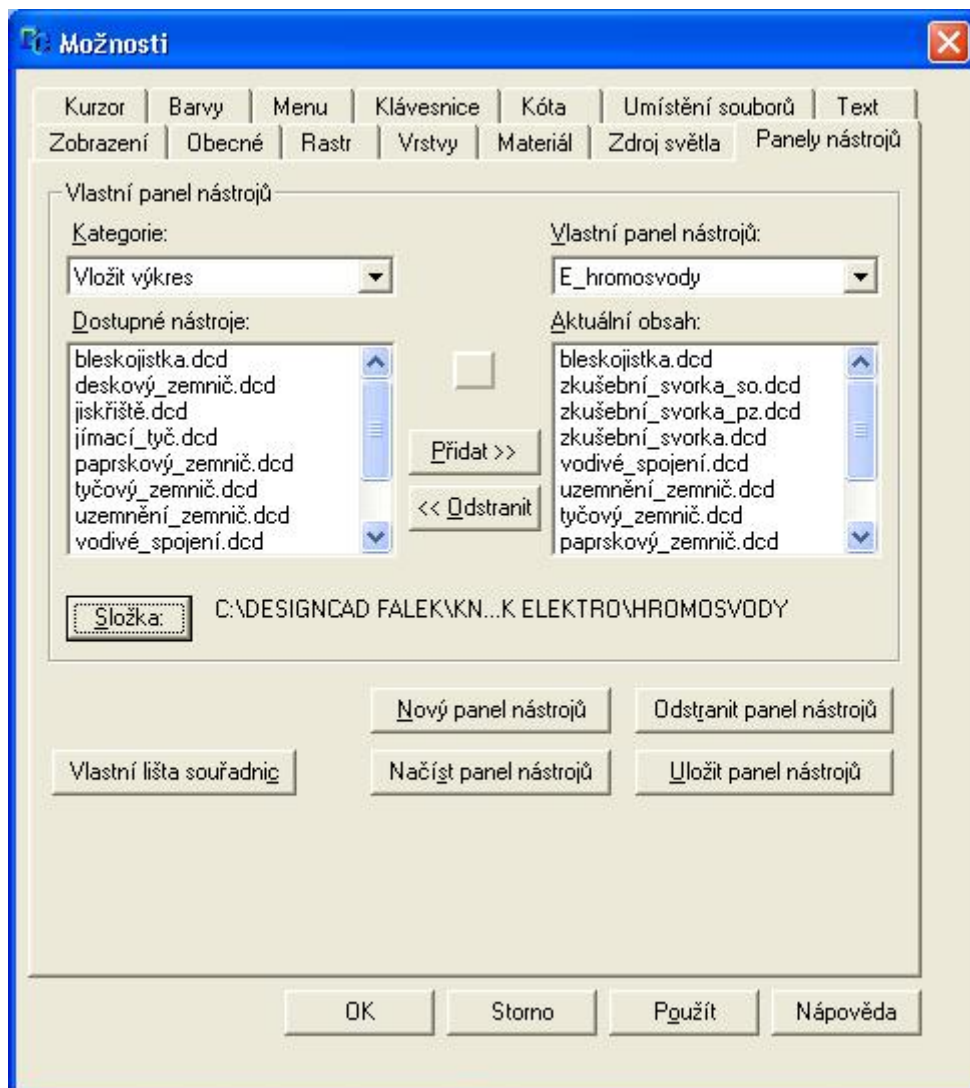 Možnosti
Kurzor Barvy Menu Klávesnice Kóta Umístění souborů Text
Zobrazení Obecné Rastr Vrstvy Materiál Zdroj světla Panely nástrojů
Vlastní panel nástrojů
Kategorie: Vlastní panel nástrojů:
Vložit výkres E_hromosvody
Dostupné nástroje: Aktuální obsah:
bleskojistka.dcd bleskojistka.dcd
deskový_zemnič.dcd zkušební_svorka_so.dcd
jiskřiště.dcd zkušební_svorka_pz.dcd
jímací_tyč.dcd zkušební_svorka.dcd
Přidat >>
paprskový_zemnič.dcd vodivé_spojení.dcd
tyčový_zemnič.dcd uzemnění_zemnič.dcd
<< Odstranit
uzemnění_zemnič.dcd tyčový_zemnič.dcd
vodivé_spojení.dcd paprskový_zemnič.dcd
Složka: C:\DESIGNCAD FALEK\KN...K ELEKTRO\HROMOSVODY
Nový panel nástrojů Odstranit panel nástrojů
Vlastní lišta souřadnic Načíst panel nástrojů Uložit panel nástrojů
OK Storno Použít Nápověda